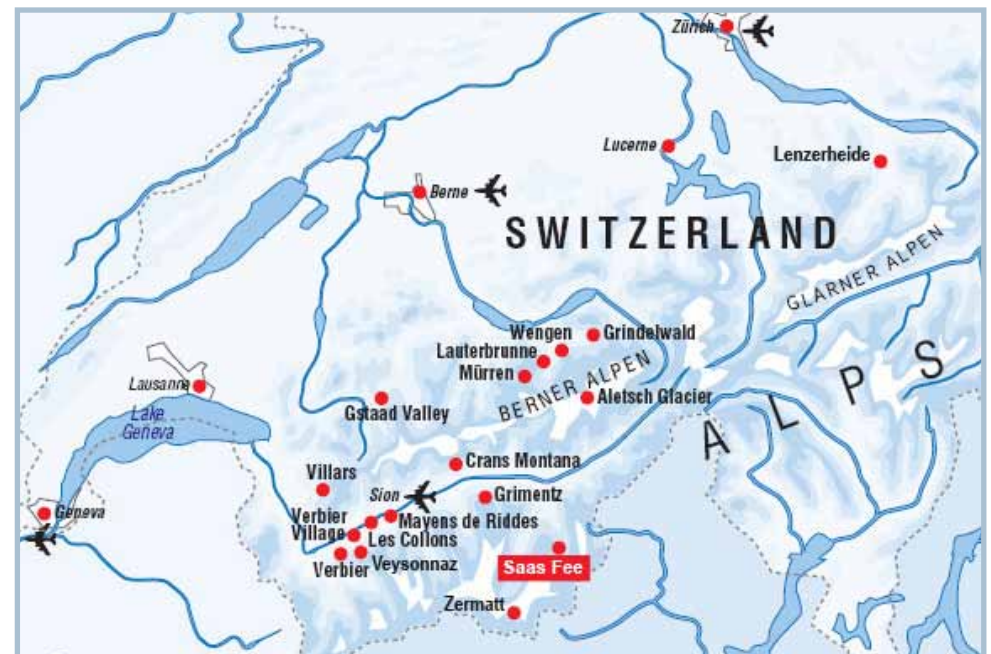 Zürich
Lucerne
Lenzerheide
Berne
SWITZERLAND
GLARNER ALPEN
Wengen
Grindelwald
Lauterbrunne
Mürren
BERNER ALPEN
ALPS
Lausanne
Lake
Geneva
Gstaad Valley
Aletsch Glacier
Crans Montana
Villars
Sion
Grimentz
Geneva
Verbier
Village
Mayens de Riddes
Les Collons
Verbier
Veysonnaz
Saas Fee
Zermatt